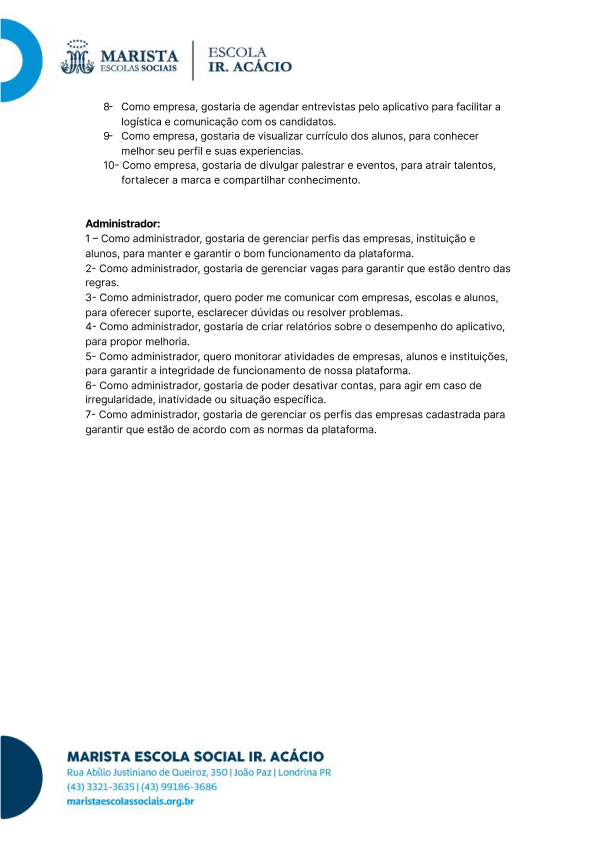 MARISTA
ESCOLAS SOCIAIS
ESCOLA
IR. ACÁCIO
8- Como empresa, gostaria de agendar entrevistas pelo aplicativo para facilitar a
logística e comunicação com os candidatos.
9- Como empresa, gostaria de visualizar currículo dos alunos, para conhecer
melhor seu perfil e suas experiencias.
10- Como empresa, gostaria de divulgar palestrar e eventos, para atrair talentos,
fortalecer a marca e compartilhar conhecimento.
Administrador:
1 – Como administrador, gostaria de gerenciar perfis das empresas, instituição e
alunos, para manter e garantir o bom funcionamento da plataforma.
2- Como administrador, gostaria de gerenciar vagas para garantir que estão dentro das
regras.
3- Como administrador, quero poder me comunicar com empresas, escolas e alunos,
para oferecer suporte, esclarecer dúvidas ou resolver problemas.
4- Como administrador, gostaria de criar relatórios sobre o desempenho do aplicativo,
para propor melhoria.
5- Como administrador, quero monitorar atividades de empresas, alunos e instituições,
para garantir a integridade de funcionamento de nossa plataforma.
6- Como administrador, gostaria de poder desativar contas, para agir em caso de
irregularidade, inatividade ou situação específica.
7- Como administrador, gostaria de gerenciar os perfis das empresas cadastrada para
garantir que estão de acordo com as normas da plataforma.
MARISTA ESCOLA SOCIAL IR. ACÁCIO
Rua Abílio Justiniano de Queiroz, 350 | João Paz | Londrina PR
(43) 3321-3635 | (43) 99186-3686
maristaescolassociais.org.br